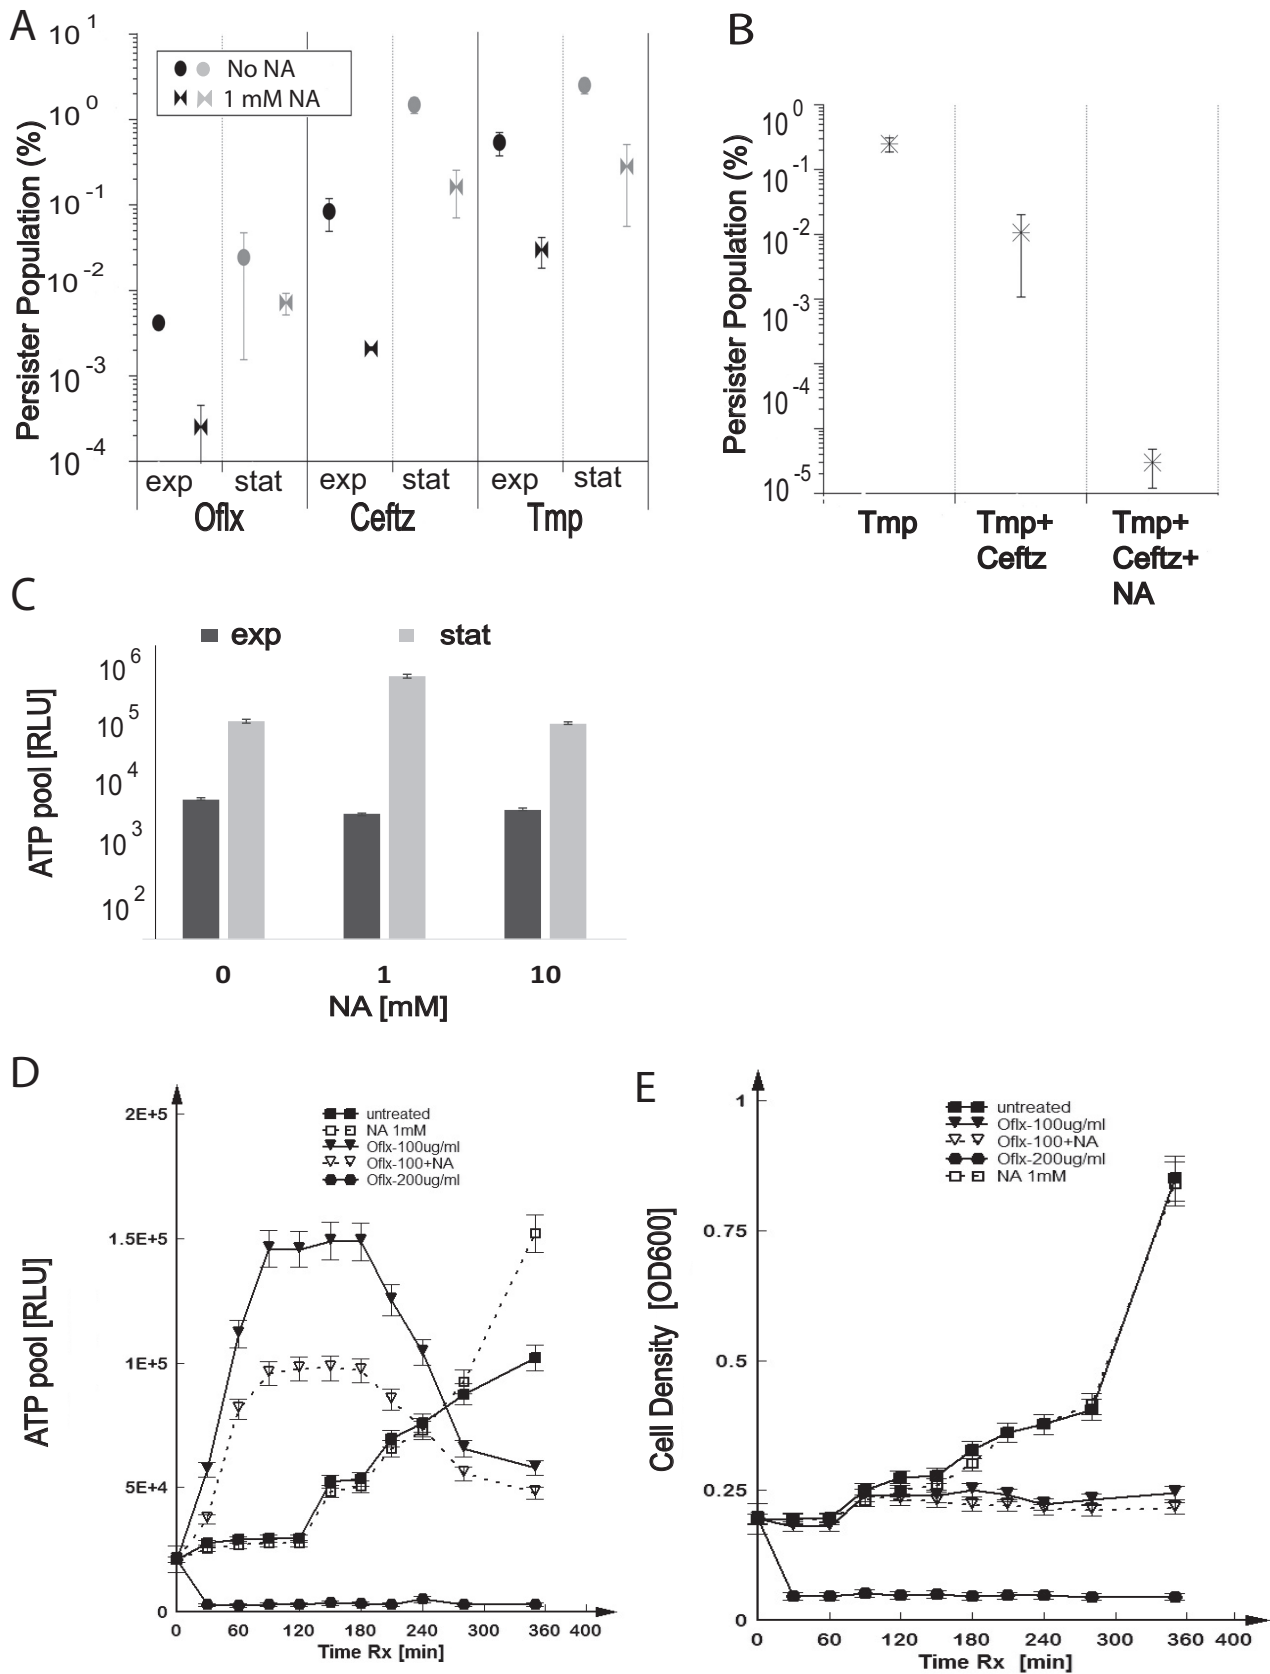 A
Persister Population (%)
10 1
10 0
10 -1
10 -2
10 -3
10 -4
No NA
1 mM NA
exp stat exp stat exp stat
Oflx Ceftz Tmp
B
Persister Population (%)
10 0
10 -1
10 -2
10 -3
10 -4
10 -5
Tmp Tmp+ Tmp+
Ceftz Ceftz+
NA
C
exp stat
ATP pool [RLU]
10 6
10 5
10 4
10 3
10 2
0 1 10
NA [mM]
D
ATP pool [RLU]
2E+5
1.5E+5
1E+5
5E+4
0
untreated
NA 1mM
Oflx-100ug/ml
Oflx-100+NA
Oflx-200ug/ml
0 60 120 180 240 300 360 400
Time Rx [min]
E
Cell Density [OD600]
1
0.75
0.5
0.25
0
untreated
Oflx-100ug/ml
Oflx-100+NA
Oflx-200ug/ml
NA 1mM
0 60 120 180 240 300 360 400
Time Rx [min]